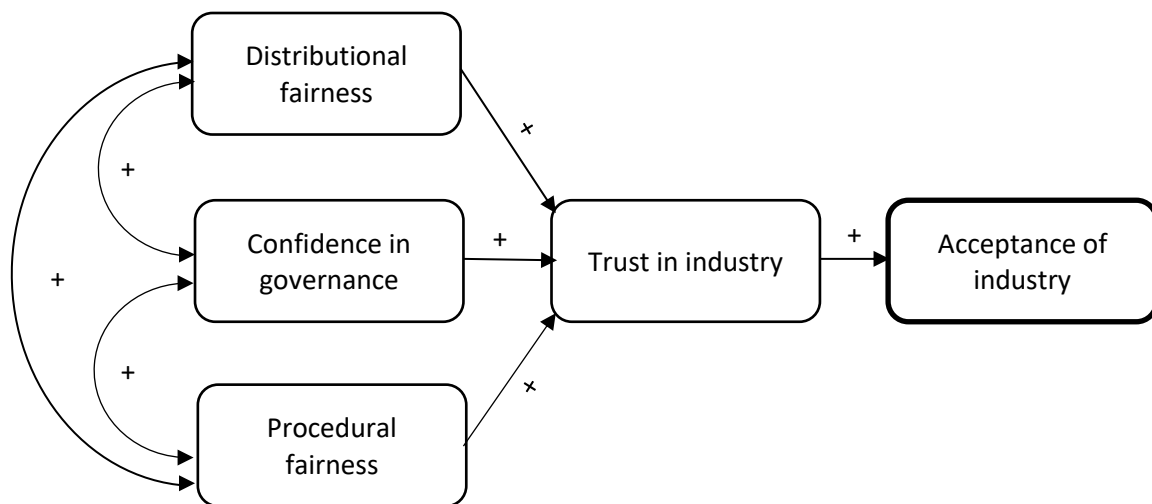 Distributional
fairness
+
+
Confidence in
governance
+
Trust in industry
+
Acceptance of
industry
+
+
Procedural
fairness
+